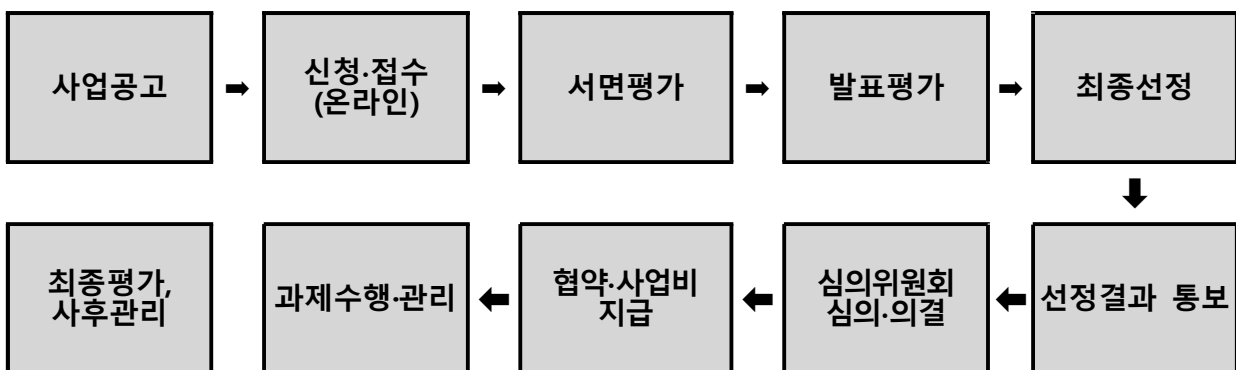 사업공고
신청·접수
(온라인)
서면평가
발표평가
최종선정
선정결과 통보
심의위원회
심의·의결
협약·사업비
지급
과제수행·관리
최종평가,
사후관리